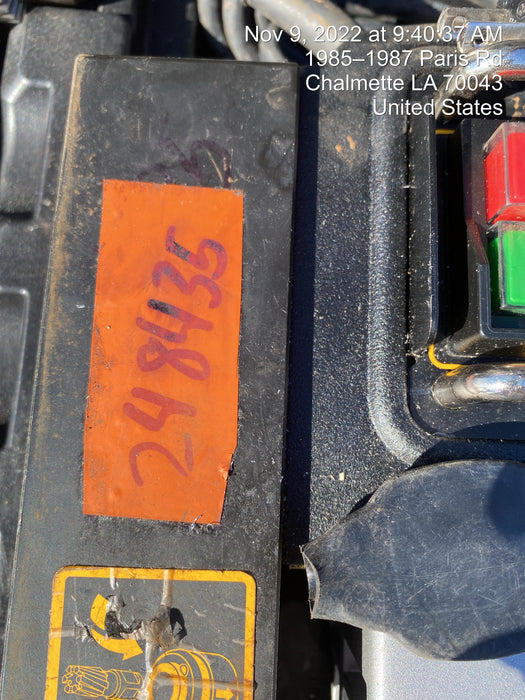 Nov 9, 2022 at 9:40:37 AM
1985–1987 Paris Rd
Chalmette LA 70043
United States
248435